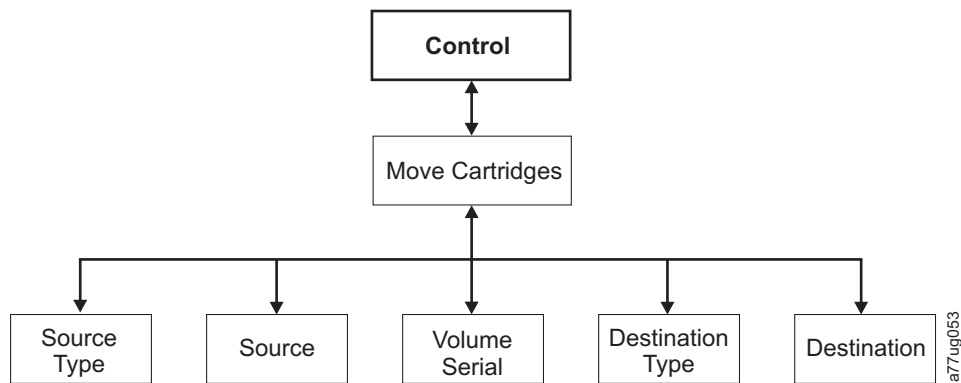 Control
Move Cartridges
Source
Type
Source
Volume
Serial
Destination
Type
Destination
a77ug053